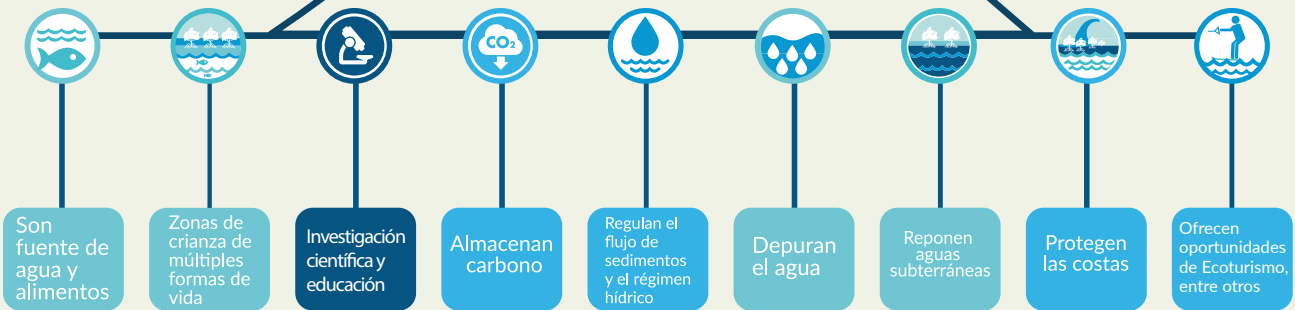 CO₂
Son
fuente de
agua y
alimentos
Zonas de
crianza de
múltiples
formas de
vida
Investigación
científica y
educación
Almacenan
carbono
Regulan el
flujo de
sedimentos
y el régimen
hídrico
Depuran
el agua
Reponen
aguas
subterráneas
Protegen
las costas
Ofrecen
oportunidades
de Ecoturismo,
entre otros